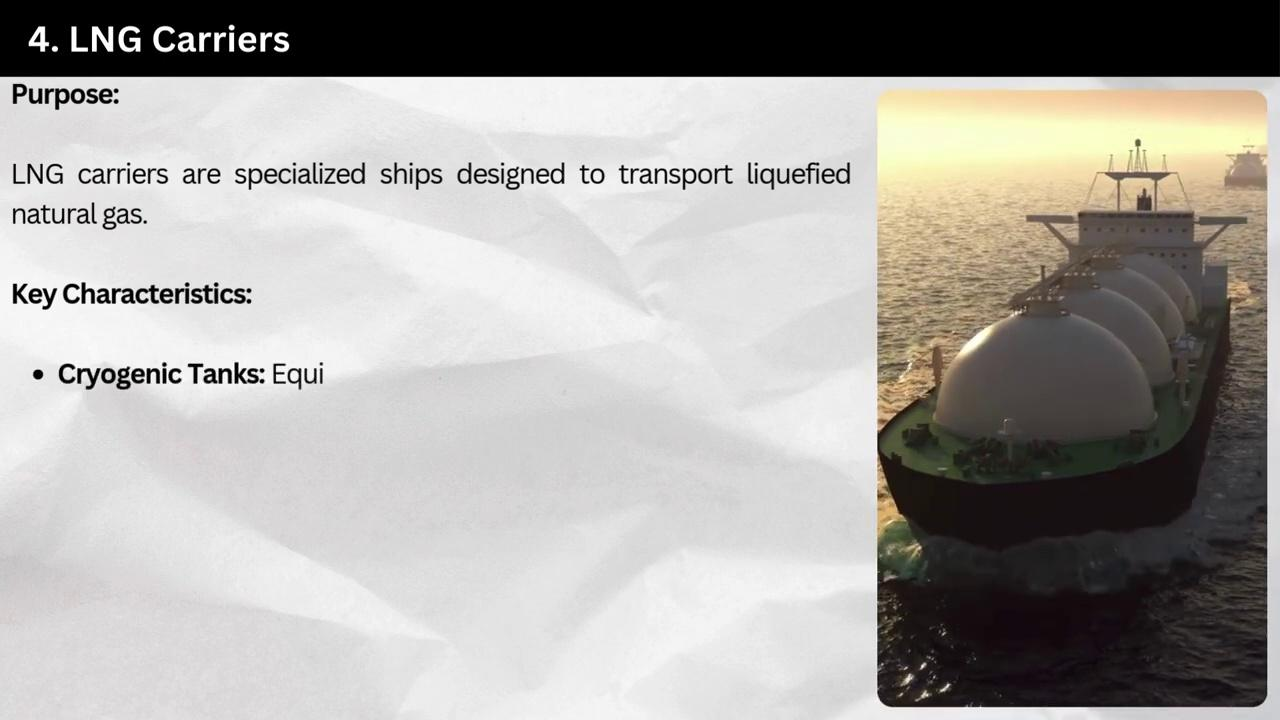 4. LNG Carriers
Purpose:
LNG carriers are specialized ships designed to transport liquefied
natural gas.
Key Characteristics:
• Cryogenic Tanks: Equi